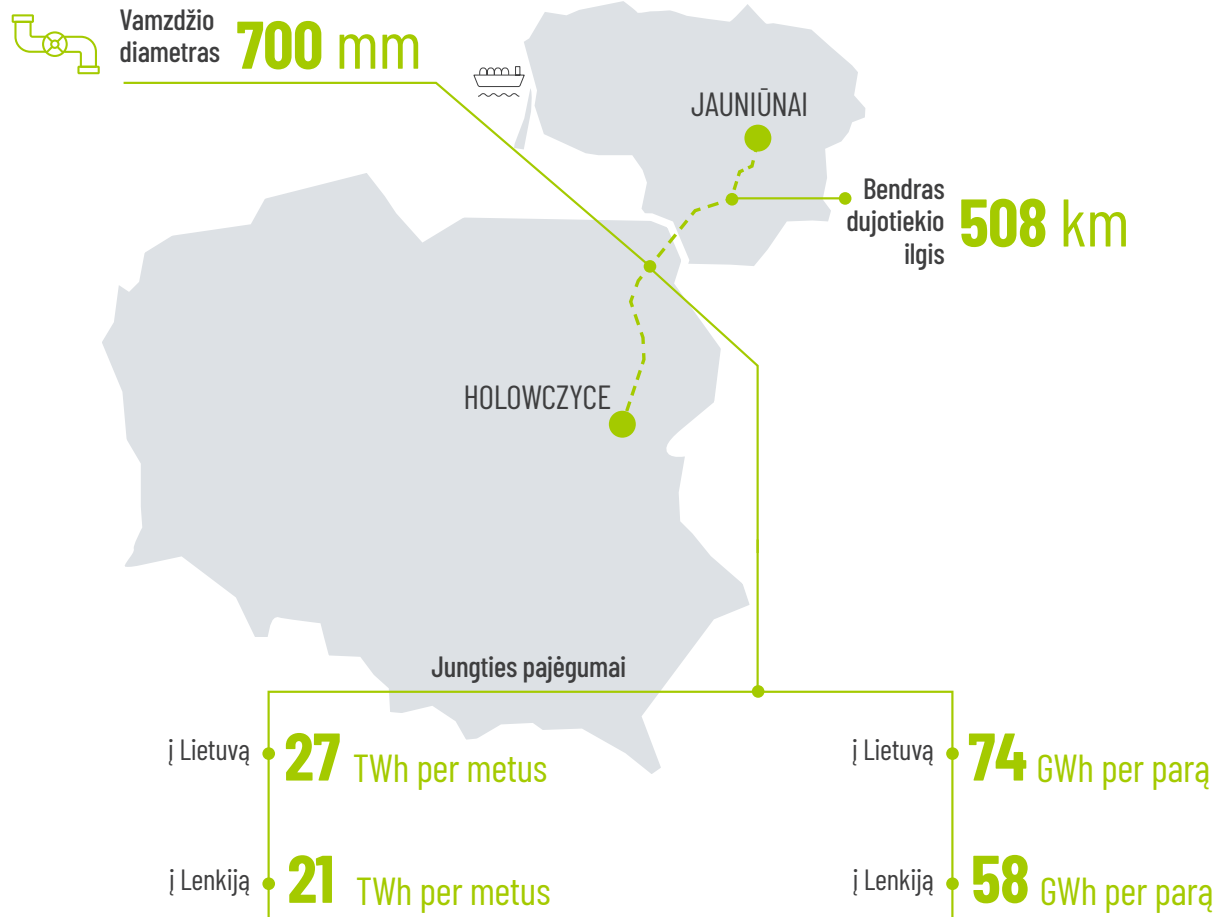 Vamzdžio
diametras
700 mm
JAUNIŪNAI
Bendras
dujotiekio
ilgis
508 km
HOLOWCZYCE
Jungties pajėgumai
į Lietuvą 27 TWh per metus
į Lietuvą 74 GWh per parą
į Lenkiją 21 TWh per metus
į Lenkiją 58 GWh per parą